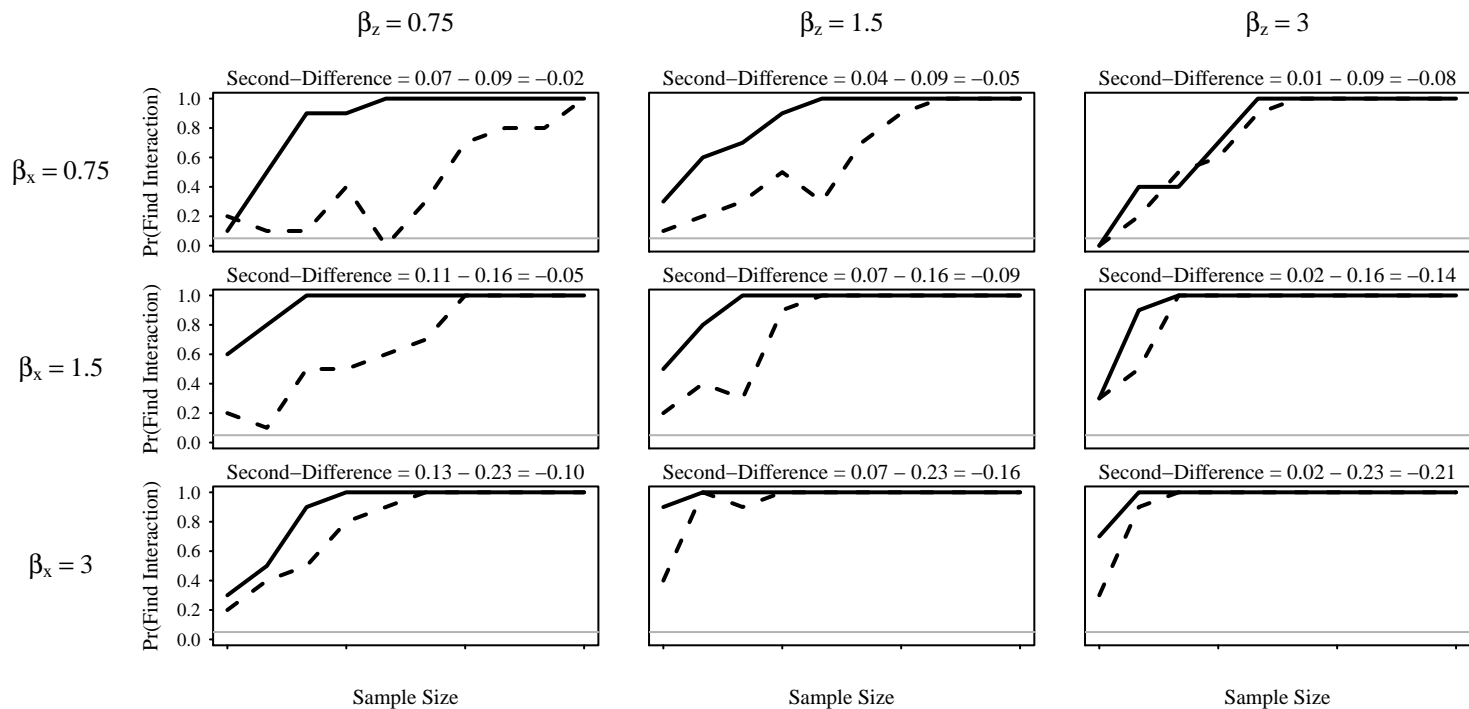 βz = 0.75
βz = 1.5
βz = 3
Second–Difference = 0.07 – 0.09 = –0.02
Second–Difference = 0.04 – 0.09 = –0.05
Second–Difference = 0.01 – 0.09 = –0.08
βx = 0.75
Pr(Find Interaction)
1.0
0.8
0.6
0.4
0.2
0.0
Second–Difference = 0.11 – 0.16 = –0.05
Second–Difference = 0.07 – 0.16 = –0.09
Second–Difference = 0.02 – 0.16 = –0.14
βx = 1.5
Pr(Find Interaction)
1.0
0.8
0.6
0.4
0.2
0.0
Second–Difference = 0.13 – 0.23 = –0.10
Second–Difference = 0.07 – 0.23 = –0.16
Second–Difference = 0.02 – 0.23 = –0.21
βx = 3
Pr(Find Interaction)
1.0
0.8
0.6
0.4
0.2
0.0
Sample Size
Sample Size
Sample Size